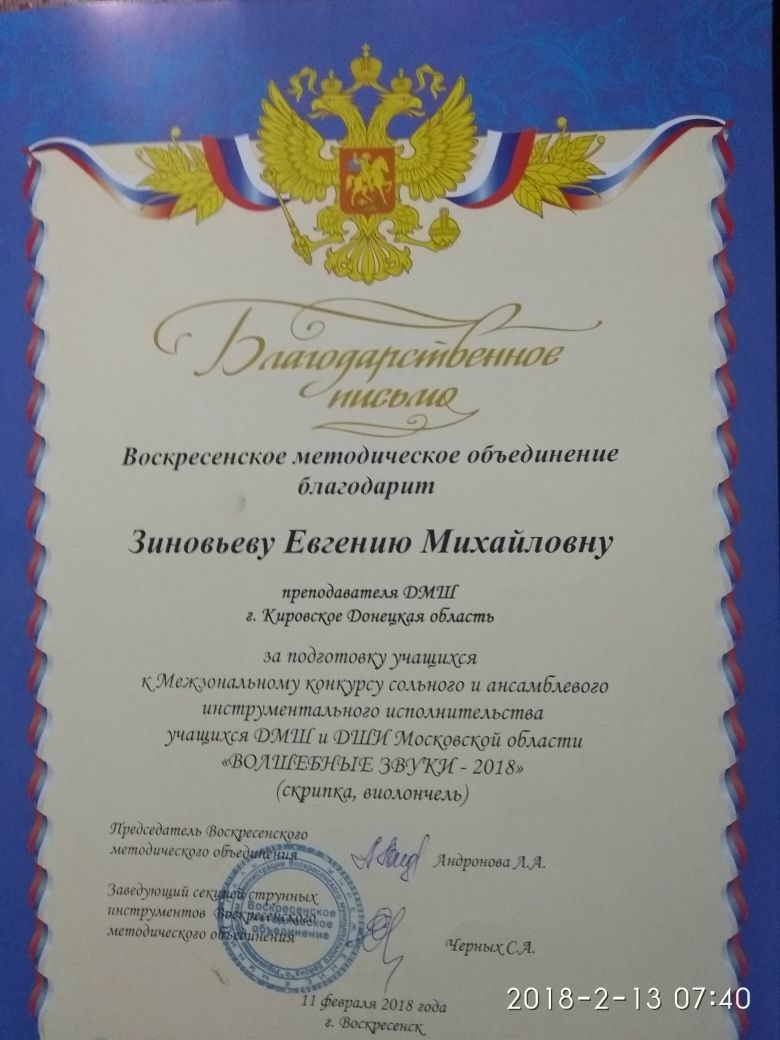 Благодарственное
письмо
Воскресенское методическое объединение
благодарит
Зиновьеву Евгению Михайловну
преподавателя ДМШ
г. Кировское Донецкая область
за подготовку учащихся
к Межзональному конкурсу сольного и ансамблевого
инструментального исполнительства
учащихся ДМШ и ДШИ Московской области
«ВОЛШЕБНЫЕ ЗВУКИ - 2018»
(скрипка, виолончель)
Председатель Воскресенского
методического объединения
Андронова Л.А.
Заведующий секцией струнных
инструментов Воскресенского
методического объединения
Черных С.А.
Воскресенское
объединение
11 февраля 2018 года
г. Воскресенск
2018-2-13 07:40